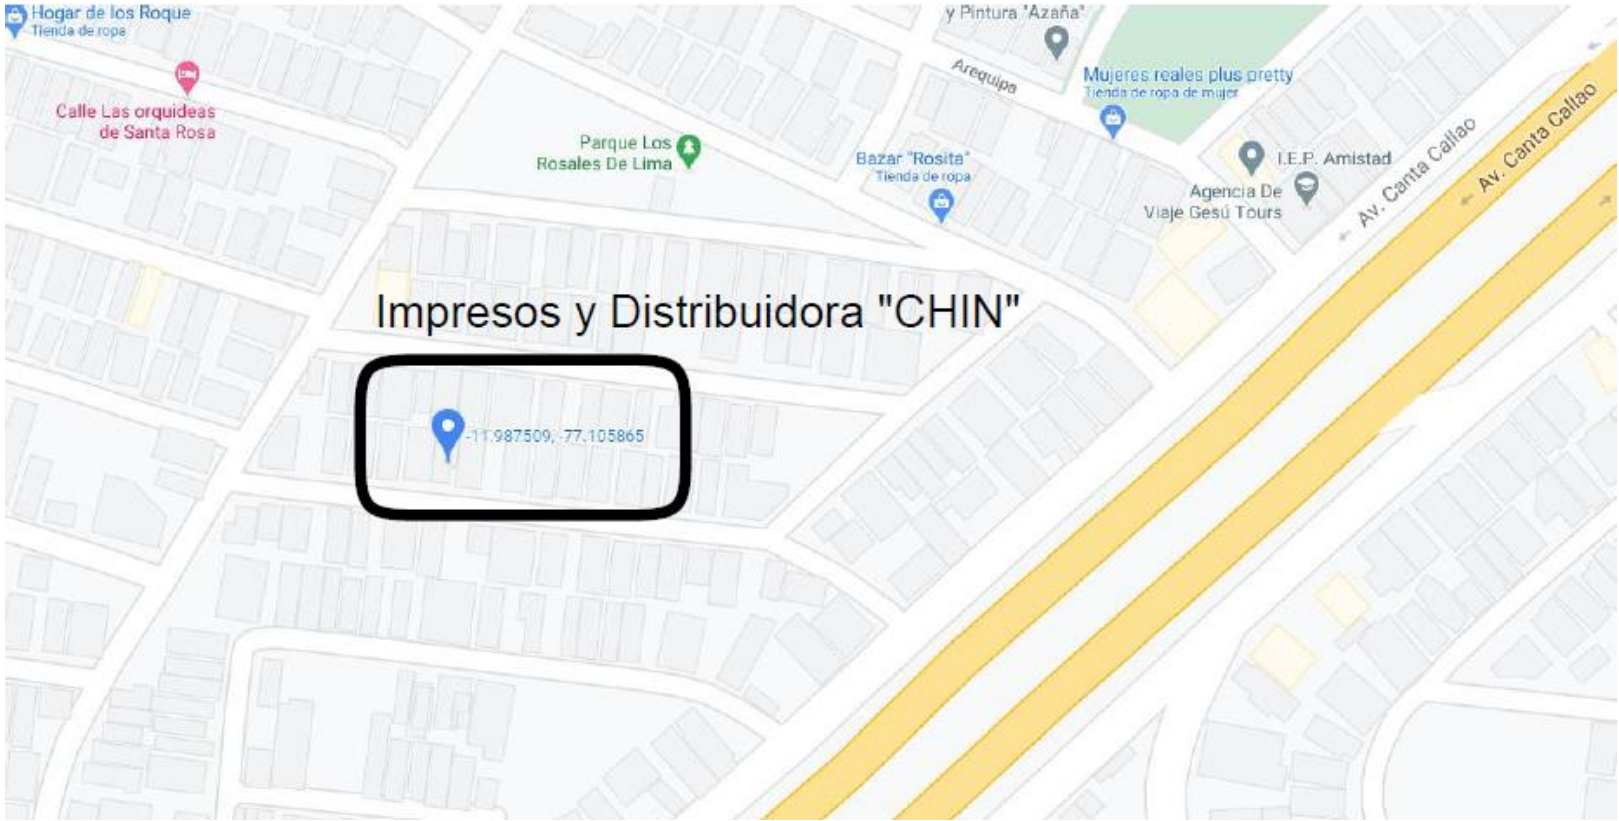 Hogar de los Roque
Tienda de ropa
y Pintura "Azaña"
Arequipa
Mujeres reales plus pretty
Tienda de ropa de mujer
Calle Las orquideas
de Santa Rosa
Parque Los
Rosales De Lima
Bazar "Rosita"
Tienda de ropa
I.E.P. Amistad
Agencia De
Viaje Gesú Tours
Av. Canta Callao
Av. Canta Callao
Impresos y Distribuidora "CHIN"
-11.987509, -77.105865